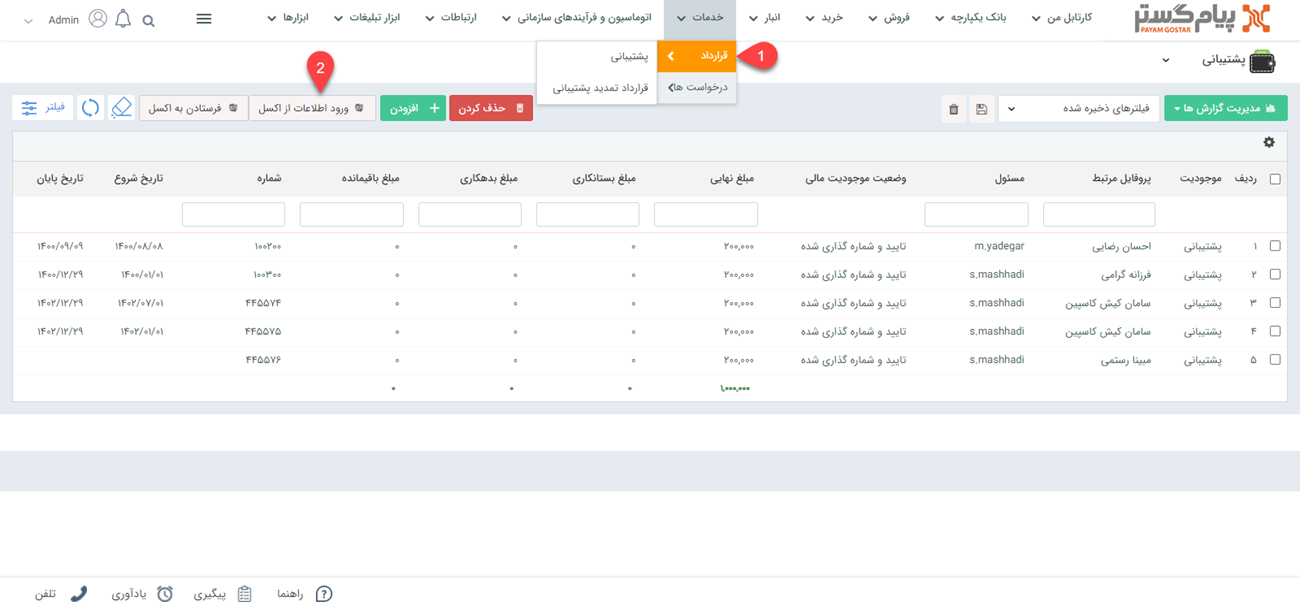 پیام گستر PAYAM GOSTAR کارتابل من بانک یکپارچه فروش خرید انبار خدمات اتوماسیون و فرآیندهای سازمانی ارتباطات ابزار تبلیغات ابزارها Admin
پشتیبانی قرارداد پشتیبانی 1
درخواست ها قرارداد تمدید پشتیبانی 2
مدیریت گزارش ها فیلترهای ذخیره شده حذف کردن افزودن ورود اطلاعات از اکسل فرستادن به اکسل فیلتر
ردیف موجودیت پروفایل مرتبط مسئول وضعیت موجودیت مالی مبلغ نهایی مبلغ بستانکاری مبلغ بدهکاری مبلغ باقیمانده شماره تاریخ شروع تاریخ پایان
۱ پشتیبانی احسان رضایی m.yadegar تایید و شماره گذاری شده ۲۰۰,۰۰۰ ۰ ۰ ۰ ۱۰۰۲۰۰ ۱۴۰۰/۰۸/۰۸ ۱۴۰۰/۰۹/۰۹
۲ پشتیبانی فرزانه گرامی s.mashhadi تایید و شماره گذاری شده ۲۰۰,۰۰۰ ۰ ۰ ۰ ۱۰۰۳۰۰ ۱۴۰۰/۰۱/۰۱ ۱۴۰۰/۱۲/۲۹
۳ پشتیبانی سامان کیش کاسپین s.mashhadi تایید و شماره گذاری شده ۲۰۰,۰۰۰ ۰ ۰ ۰ ۴۴۵۵۷۴ ۱۴۰۲/۰۷/۰۱ ۱۴۰۲/۱۲/۲۹
۴ پشتیبانی سامان کیش کاسپین s.mashhadi تایید و شماره گذاری شده ۲۰۰,۰۰۰ ۰ ۰ ۰ ۴۴۵۵۷۵ ۱۴۰۲/۰۱/۰۱ ۱۴۰۲/۱۲/۲۹
۵ پشتیبانی مبینا رستمی s.mashhadi تایید و شماره گذاری شده ۲۰۰,۰۰۰ ۰ ۰ ۰ ۴۴۵۵۷۶
۱,۰۰۰,۰۰۰ ۰ ۰ ۰
راهنما پیگیری یادآوری تلفن